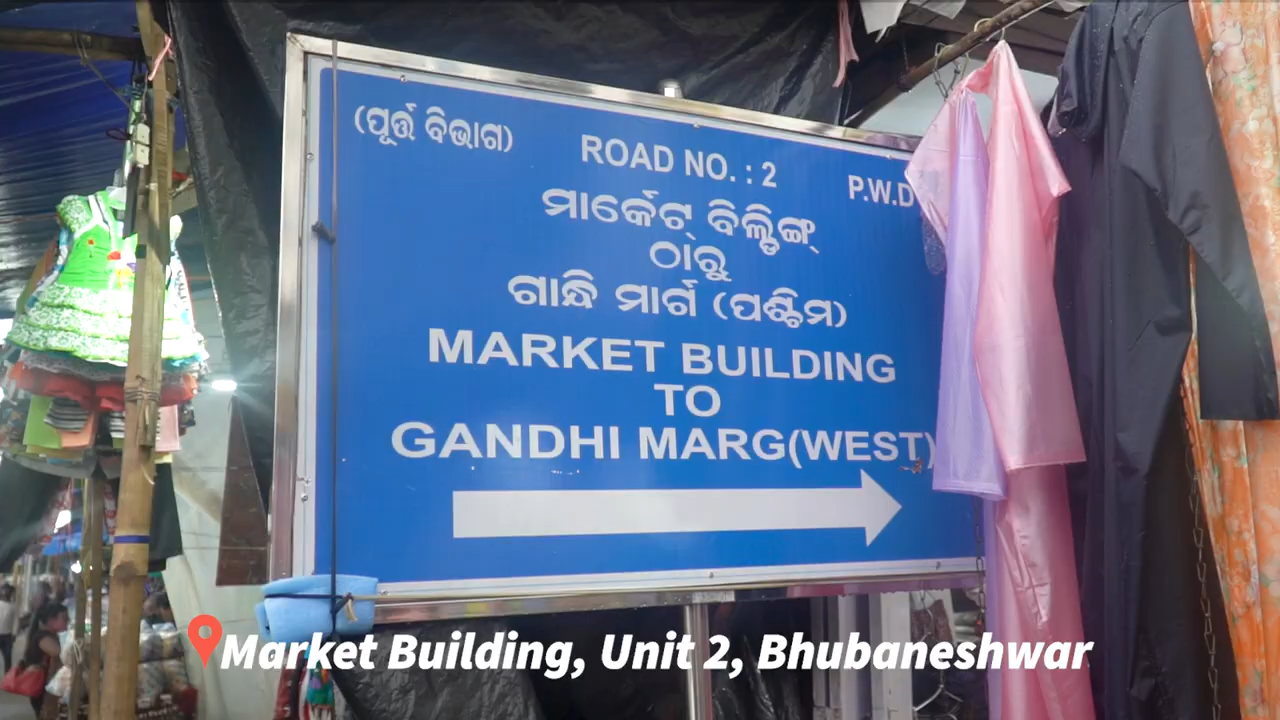 (ପୂର୍ତ୍ତ ବିଭାଗ) ROAD NO. : 2 P.W.D
ମାର୍କେଟ୍ ବିଲ୍ଡିଙ୍ଗ୍
ଠାରୁ
ଗାନ୍ଧି ମାର୍ଗ (ପଶ୍ଚିମ)
MARKET BUILDING
TO
GANDHI MARG(WEST)
Market Building, Unit 2, Bhubaneshwar